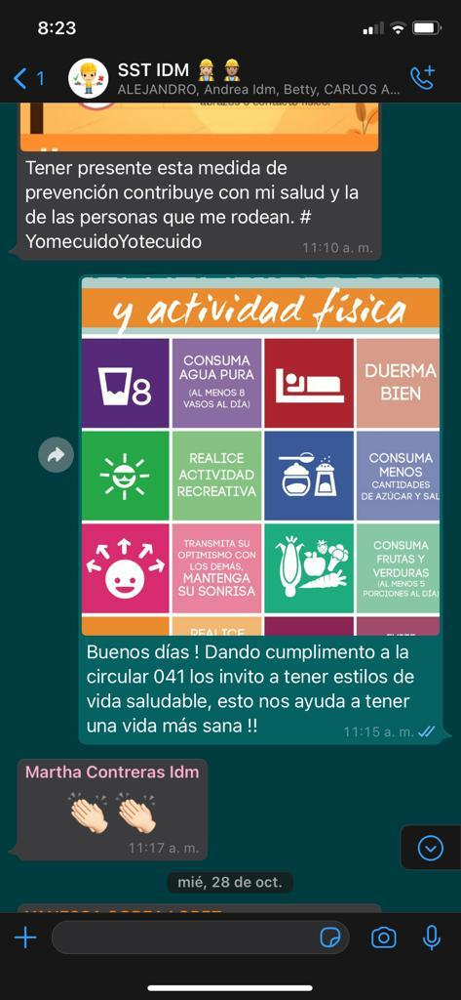 8:23
1
SST IDM
ALEJANDRO, Andrea Idm, Betty, CARLOS A...
Tener presente esta medida de
prevención contribuye con mi salud y la
de las personas que me rodean. #
YomecuidoYotecuido
11:10 a. m.
y actividad física
8
CONSUMA
AGUA PURA
(AL MENOS 8
VASOS AL DÍA)
DUERMA
BIEN
REALICE
ACTIVIDAD
RECREATIVA
CONSUMA
MENOS
CANTIDADES
DE AZÚCAR Y SAL
TRANSMITA SU
OPTIMISMO CON
LOS DEMÁS,
MANTENGA
SU SONRISA
CONSUMA
FRUTAS Y
VERDURAS
(AL MENOS 5
PORCIONES AL DÍA)
REALICE
Buenos días ! Dando cumplimento a la
circular 041 los invito a tener estilos de
vida saludable, esto nos ayuda a tener
una vida más sana !!
11:15 a. m.
Martha Contreras Idm
11:17 a. m.
mié, 28 de oct.